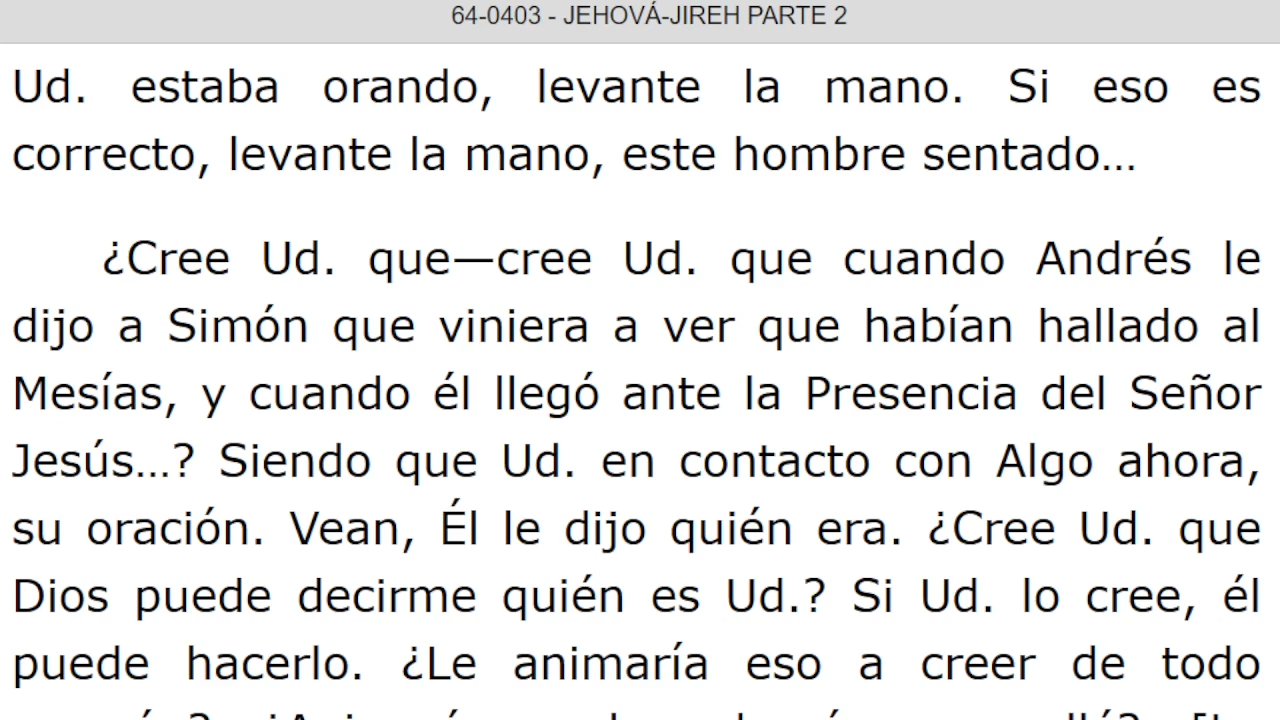 64-0403 - JEHOVÁ-JIREH PARTE 2
Ud. estaba orando, levante la mano. Si eso es
correcto, levante la mano, este hombre sentado…
¿Cree Ud. que—cree Ud. que cuando Andrés le
dijo a Simón que viniera a ver que habían hallado al
Mesías, y cuando él llegó ante la Presencia del Señor
Jesús…? Siendo que Ud. en contacto con Algo ahora,
su oración. Vean, Él le dijo quién era. ¿Cree Ud. que
Dios puede decirme quién es Ud.? Si Ud. lo cree, él
puede hacerlo. ¿Le animaría eso a creer de todo